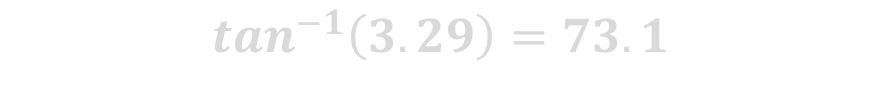 tan⁻¹(3.29) = 73.1